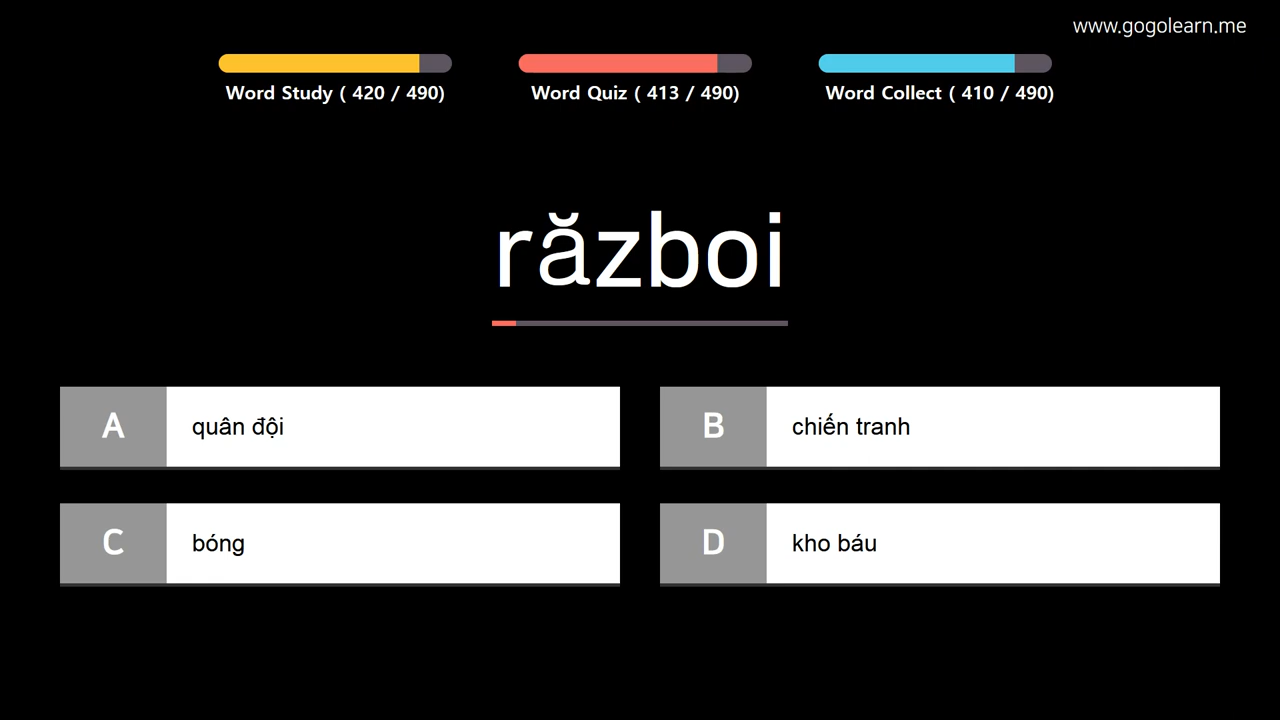 www.gogolearn.me
Word Study ( 420 / 490)
Word Quiz ( 413 / 490)
Word Collect ( 410 / 490)
război
A
quân đội
B
chiến tranh
C
bóng
D
kho báu